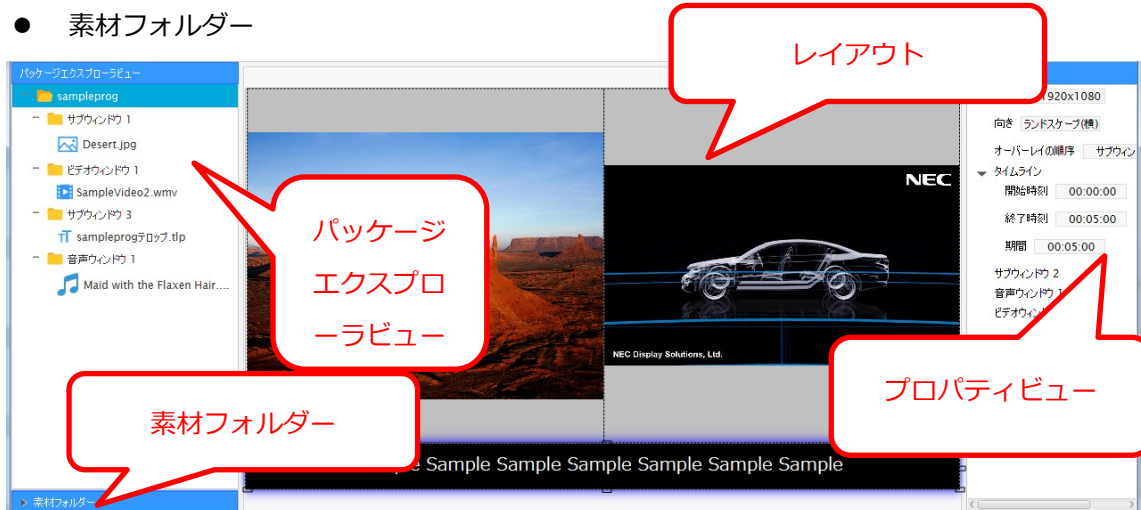 ● 素材フォルダー
レイアウト
パッケージエクスプローラビュー
sampleprog
サブウィンドウ 1
Desert.jpg
ビデオウィンドウ 1
SampleVideo2.wmv
サブウィンドウ 3
sampleprogテロップ.tlp
音声ウィンドウ 1
Maid with the Flaxen Hair....
パッケージ
エクスプロ
ーラビュー
素材フォルダー
素材フォルダー
NEC
NEC Display Solutions, Ltd.
Sample Sample Sample Sample Sample Sample
1920x1080
向き ランドスケープ(横)
オーバーレイの順序 サブウィン
タイムライン
開始時刻 00:00:00
終了時刻 00:05:00
期間 00:05:00
サブウィンドウ 2
音声ウィンドウ 1
ビデオウィン
プロパティビュー